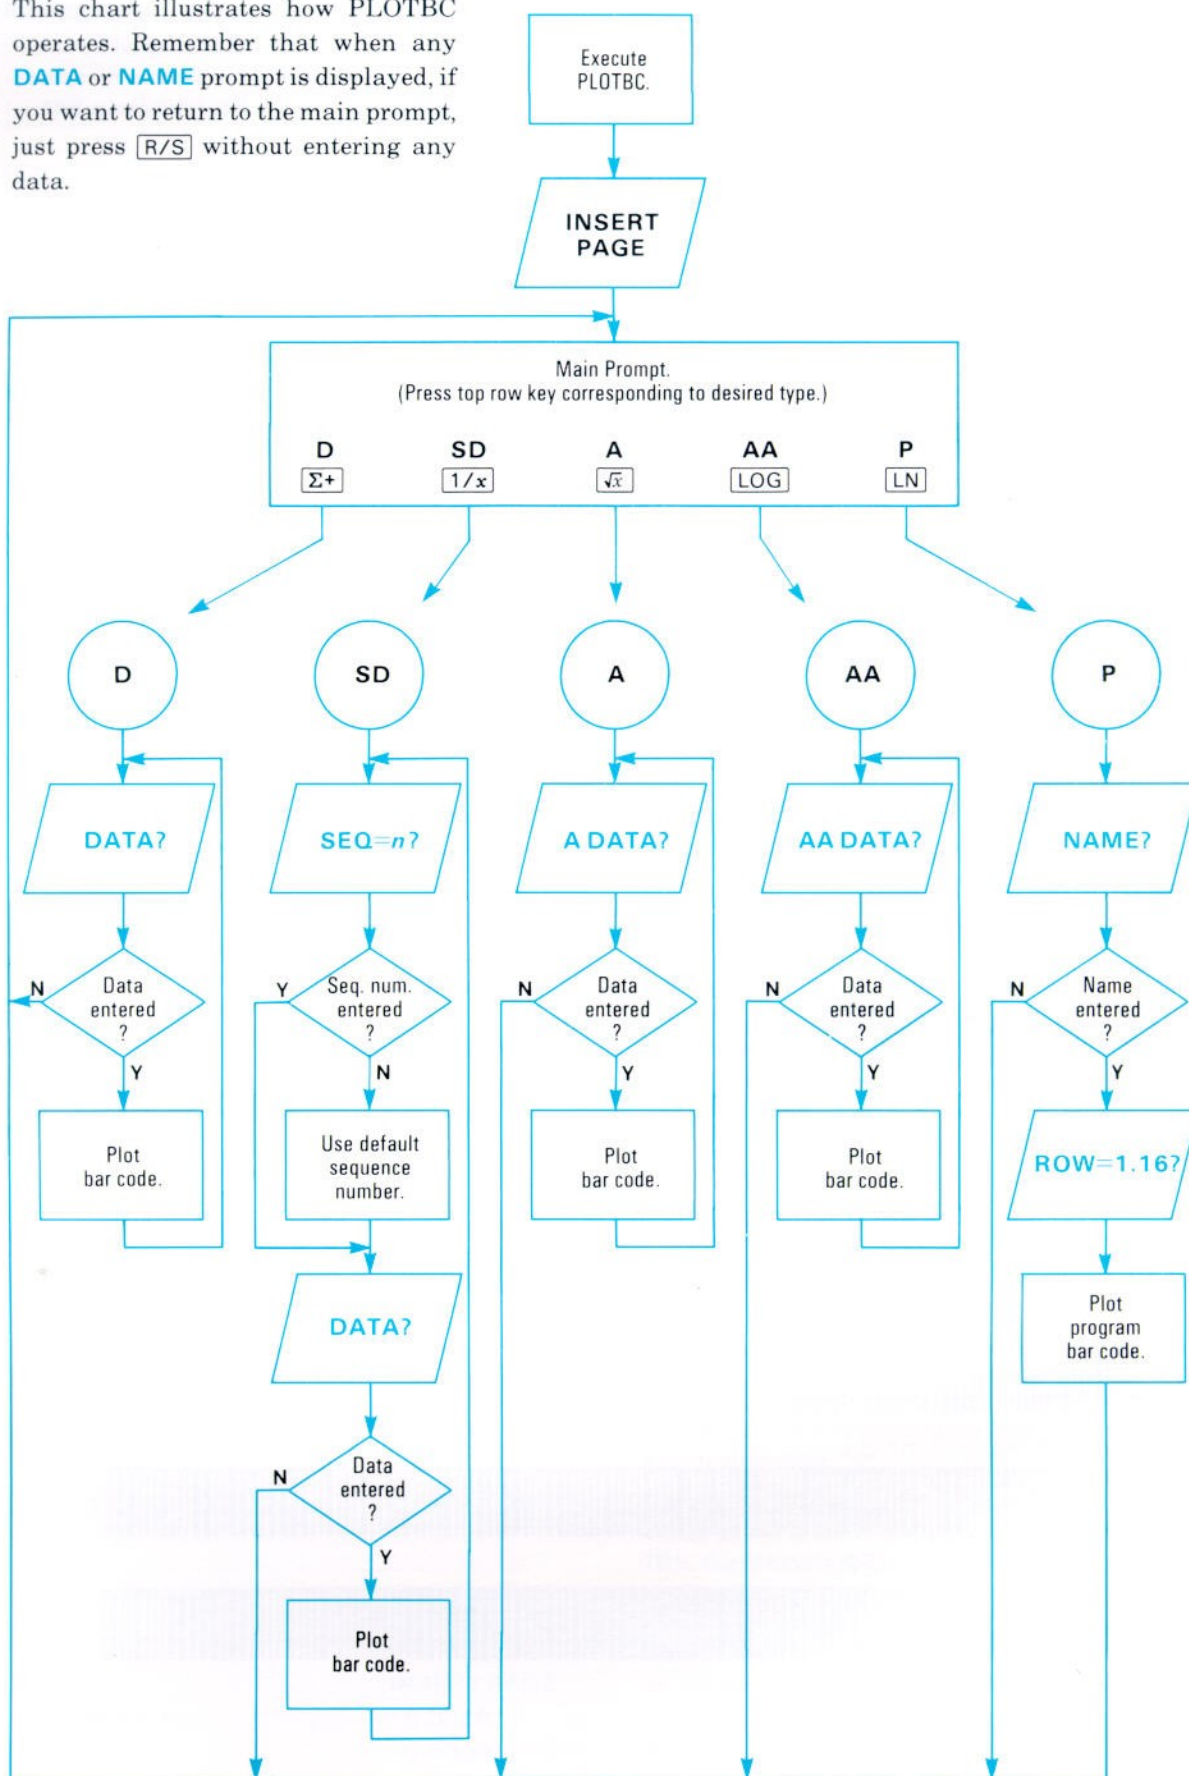 This chart illustrates how PLOTBC
operates. Remember that when any
DATA or NAME prompt is displayed, if
you want to return to the main prompt,
just press R/S without entering any
data.
Execute
PLOTBC.
INSERT
PAGE
Main Prompt.
(Press top row key corresponding to desired type.)
D SD A AA P
Σ+ 1/x √x LOG LN
D SD A AA P
DATA? SEQ=n? A DATA? AA DATA? NAME?
N Data
entered
?
Y
Y Seq. num.
entered
?
N
N Data
entered
?
Y
N Data
entered
?
Y
N Name
entered
?
Y
Plot
bar code.
Use default
sequence
number.
Plot
bar code.
Plot
bar code.
ROW=1.16?
DATA?
Plot
program
bar code.
N Data
entered
?
Y
Plot
bar code.